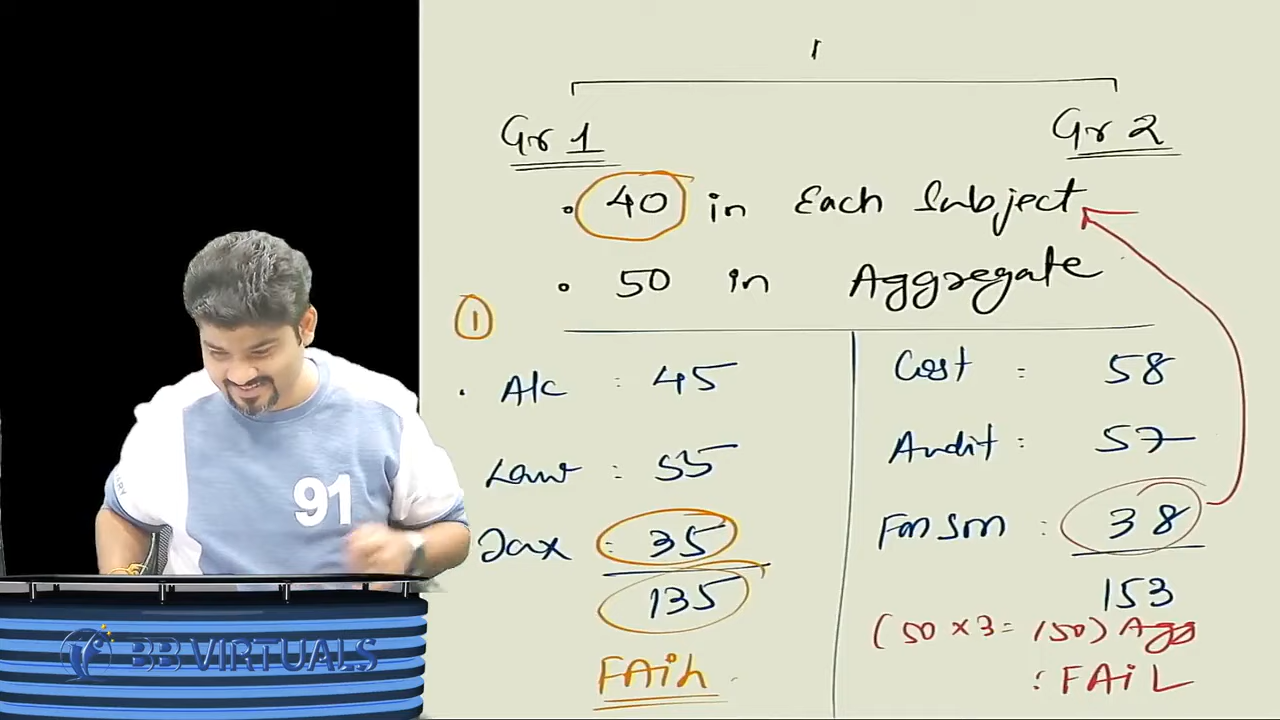 1
Gr 1
Gr 2
• 40 in Each Subject
• 50 in Aggregate
1
• A/c : 45
Law : 55
Tax : 35
135
FAIL
Cost : 58
Audit : 57
FM SM : 38
153
(50 × 3 = 150) Agg
: FAIL
91
BB VIRTUALS